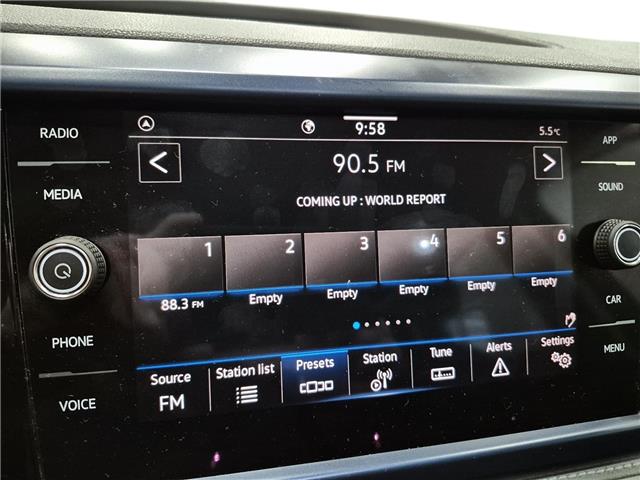 RADIO
MEDIA
PHONE
VOICE
9:58
5.5°C
90.5 FM
COMING UP : WORLD REPORT
1 2 3 4 5 6
88.3 FM Empty Empty Empty Empty Empty
Source Station list Presets Station Tune Alerts Settings
FM
APP
SOUND
CAR
MENU